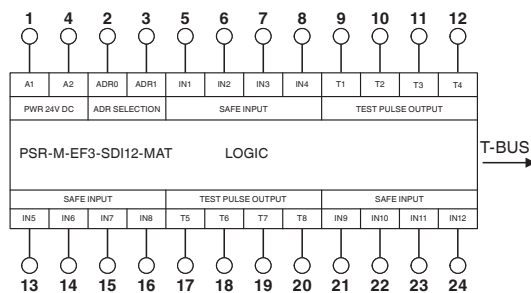 1 4 2 3 5 6 7 8 9 10 11 12
A1 A2 ADR0 ADR1 IN1 IN2 IN3 IN4 T1 T2 T3 T4
PWR 24V DC ADR SELECTION SAFE INPUT TEST PULSE OUTPUT
PSR-M-EF3-SDI12-MAT LOGIC T-BUS
SAFE INPUT TEST PULSE OUTPUT SAFE INPUT
IN5 IN6 IN7 IN8 T5 T6 T7 T8 IN9 IN10 IN11 IN12
13 14 15 16 17 18 19 20 21 22 23 24